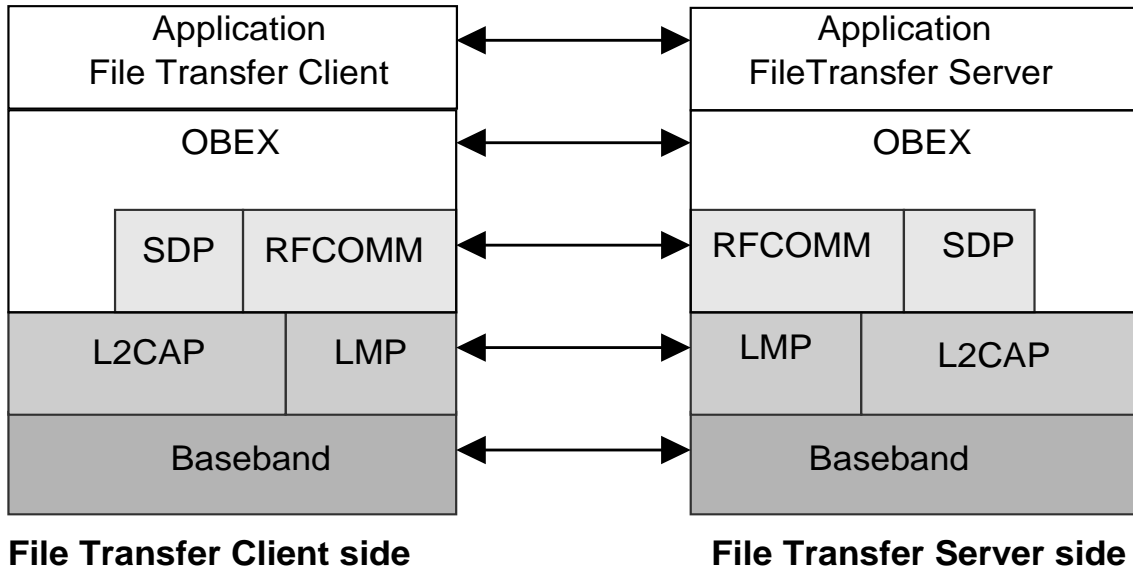 Application
File Transfer Client
OBEX
SDP RFCOMM
L2CAP LMP
Baseband
File Transfer Client side
Application
FileTransfer Server
OBEX
RFCOMM SDP
LMP L2CAP
Baseband
File Transfer Server side